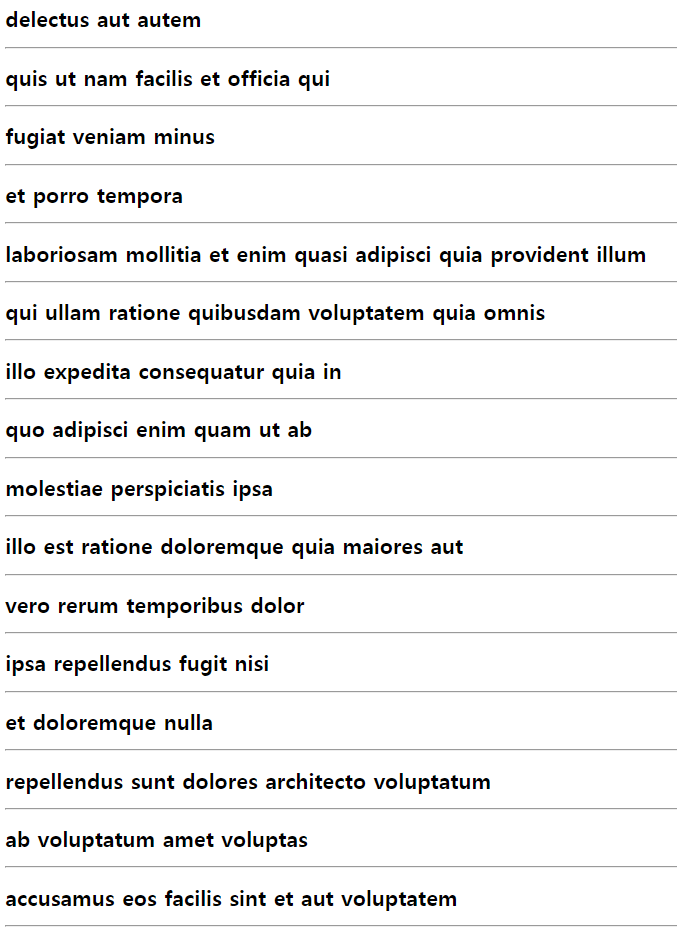 delectus aut autem
quis ut nam facilis et officia qui
fugiat veniam minus
et porro tempora
laboriosam mollitia et enim quasi adipisci quia provident illum
qui ullam ratione quibusdam voluptatem quia omnis
illo expedita consequatur quia in
quo adipisci enim quam ut ab
molestiae perspiciatis ipsa
illo est ratione doloremque quia maiores aut
vero rerum temporibus dolor
ipsa repellendus fugit nisi
et doloremque nulla
repellendus sunt dolores architecto voluptatum
ab voluptatum amet voluptas
accusamus eos facilis sint et aut voluptatem